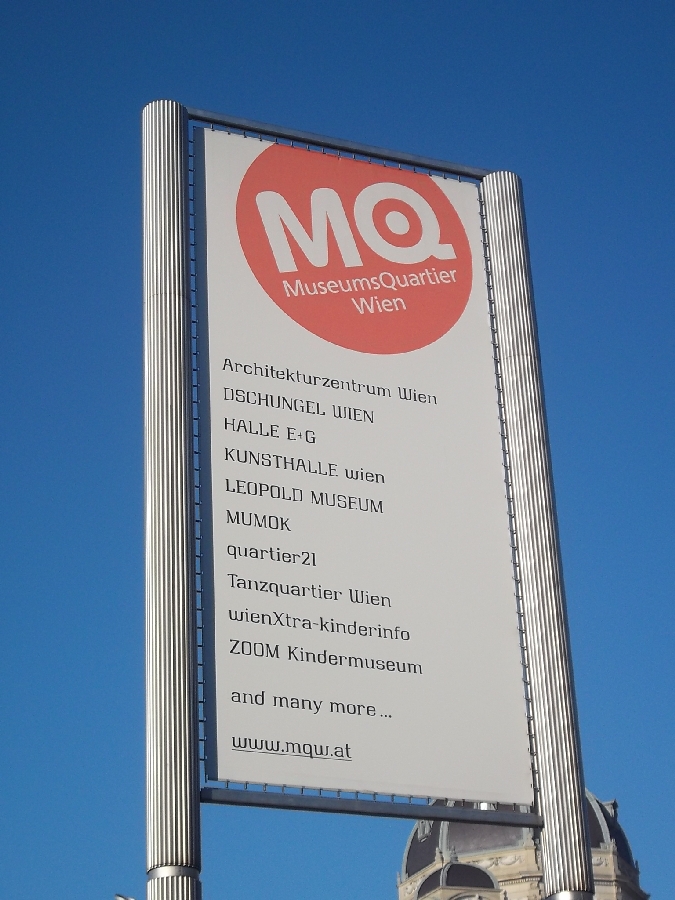 MQ
MuseumsQuartier
Wien
Architekturzentrum Wien
DSCHUNGEL WIEN
HALLE E+G
KUNSTHALLE wien
LEOPOLD MUSEUM
MUMOK
quartier21
Tanzquartier Wien
wienXtra-kinderinfo
ZOOM Kindermuseum
and many more...
www.mqw.at